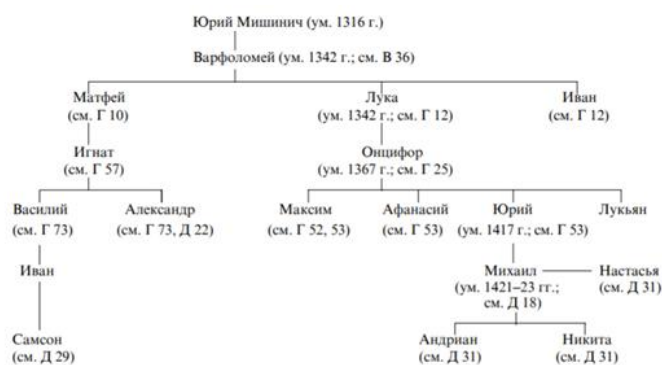 Юрий Мишинич (ум. 1316 г.)
Варфоломей (ум. 1342 г.; см. В 36)
Матфей Лука Иван
(см. Г 10) (ум. 1342 г.; см. Г 12) (см. Г 12)
Игнат Онцифор
(см. Г 57) (ум. 1367 г.; см. Г 25)
Василий Александр Максим Афанасий Юрий Лукьян
(см. Г 73) (см. Г 73, Д 22) (см. Г 52, 53) (см. Г 53) (ум. 1417 г.; см. Г 53)
Иван Михаил Настасья
(ум. 1421–23 гг.; (см. Д 31)
см. Д 18)
Самсон Андриан Никита
(см. Д 29) (см. Д 31) (см. Д 31)